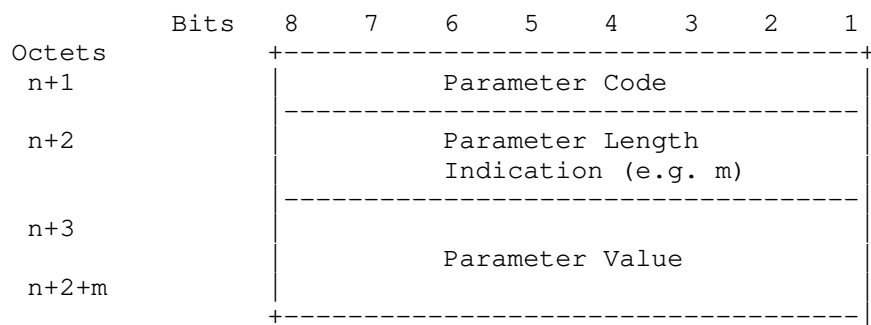 Bits 8 7 6 5 4 3 2 1
Octets
n+1 Parameter Code
n+2 Parameter Length
Indication (e.g. m)
n+3
Parameter Value
n+2+m